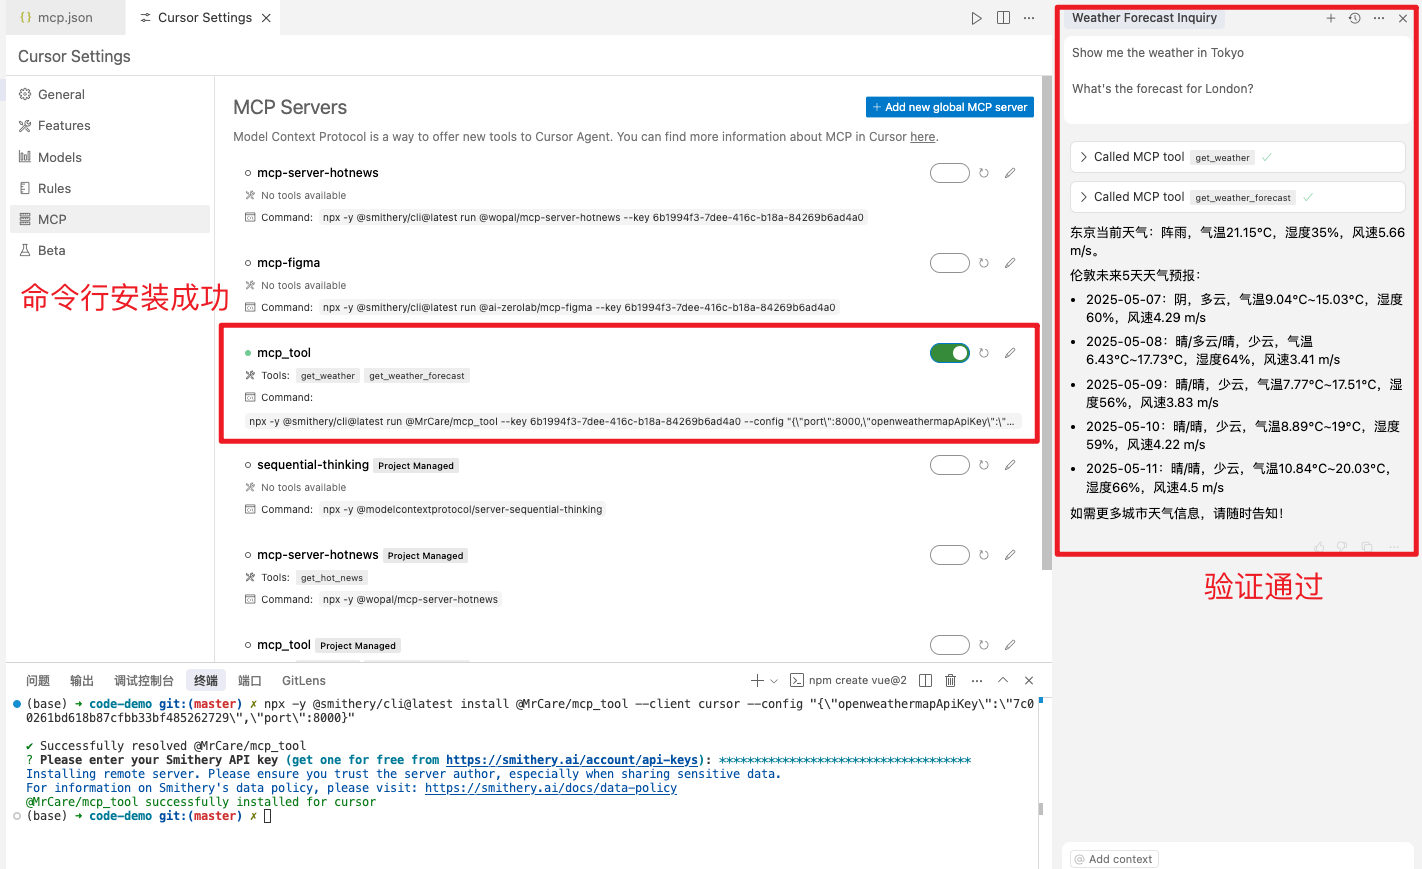 mcp.json
Cursor Settings
Cursor Settings
General
Features
Models
Rules
MCP
Beta
命令行安装成功
MCP Servers
+ Add new global MCP server
Model Context Protocol is a way to offer new tools to Cursor Agent. You can find more information about MCP in Cursor here.
mcp-server-hotnews
No tools available
Command: npx -y @smithery/cli@latest run @wopal/mcp-server-hotnews --key 6b1994f3-7dee-416c-b18a-84269b6ad4a0
mcp-figma
No tools available
Command: npx -y @smithery/cli@latest run @ai-zerolab/mcp-figma --key 6b1994f3-7dee-416c-b18a-84269b6ad4a0
mcp_tool
Tools: get_weather get_weather_forecast
Command:
npx -y @smithery/cli@latest run @MrCare/mcp_tool --key 6b1994f3-7dee-416c-b18a-84269b6ad4a0 --config "{\"port\":8000,\"openweathermapApiKey\":\"...
sequential-thinking Project Managed
No tools available
Command: npx -y @modelcontextprotocol/server-sequential-thinking
mcp-server-hotnews Project Managed
Tools: get_hot_news
Command: npx -y @wopal/mcp-server-hotnews
mcp_tool Project Managed
问题 输出 调试控制台 终端 端口 GitLens
npm create vue@2
(base) ➜ code-demo git:(master) ✗ npx -y @smithery/cli@latest install @MrCare/mcp_tool --client cursor --config "{\"openweathermapApiKey\":\"7c0
0261bd618b87cfbb33bf485262729\",\"port\":8000}"
✔ Successfully resolved @MrCare/mcp_tool
? Please enter your Smithery API key (get one for free from https://smithery.ai/account/api-keys): ************************************
Installing remote server. Please ensure you trust the server author, especially when sharing sensitive data.
For information on Smithery's data policy, please visit: https://smithery.ai/docs/data-policy
@MrCare/mcp_tool successfully installed for cursor
(base) ➜ code-demo git:(master) ✗
Weather Forecast Inquiry
Show me the weather in Tokyo
What's the forecast for London?
Called MCP tool get_weather ✓
Called MCP tool get_weather_forecast ✓
东京当前天气：阵雨，气温21.15°C，湿度35%，风速5.66
m/s。
伦敦未来5天天气预报：
• 2025-05-07：阴，多云，气温9.04°C~15.03°C，湿度
60%，风速4.29 m/s
• 2025-05-08：晴/多云/晴，少云，气温
6.43°C~17.73°C，湿度64%，风速3.41 m/s
• 2025-05-09：晴/晴，少云，气温7.77°C~17.51°C，湿
度56%，风速3.83 m/s
• 2025-05-10：晴/晴，少云，气温8.89°C~19°C，湿度
59%，风速4.22 m/s
• 2025-05-11：晴/晴，少云，气温10.84°C~20.03°C，
湿度66%，风速4.5 m/s
如需更多城市天气信息，请随时告知！
验证通过
@ Add context